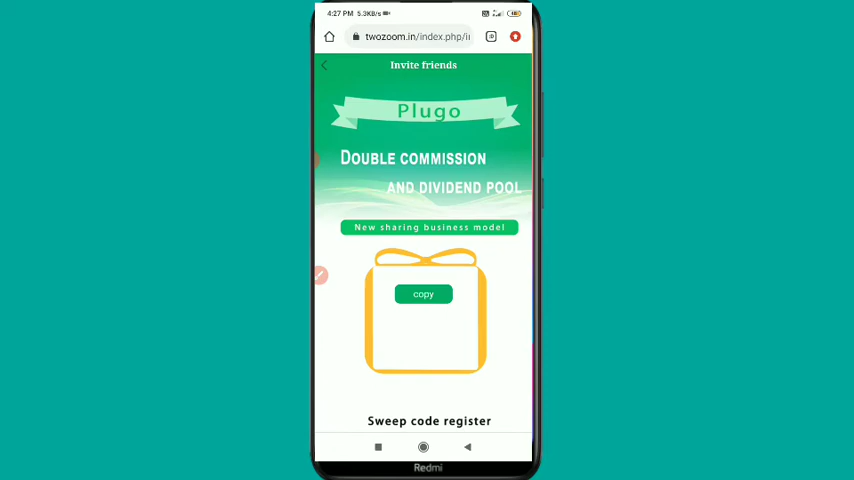 4:27 PM 5.3KB/s
twozoom.in/index.php/i
Invite friends
Plugo
DOUBLE COMMISSION
AND DIVIDEND POOL
New sharing business model
copy
Sweep code register
Redmi